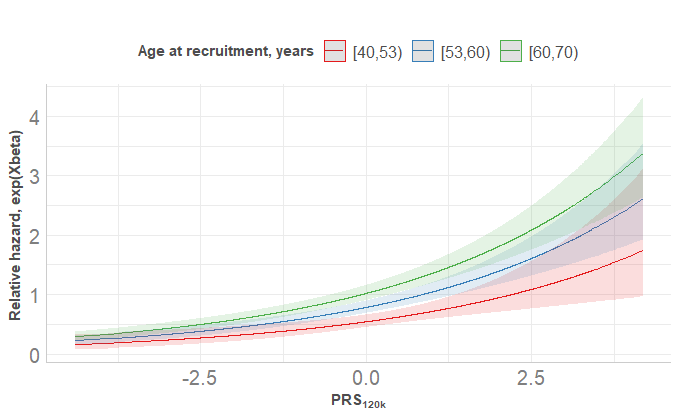 Age at recruitment, years [40,53) [53,60) [60,70)
Relative hazard, exp(Xbeta)
4
3
2
1
0
-2.5 0.0 2.5
PRS120k